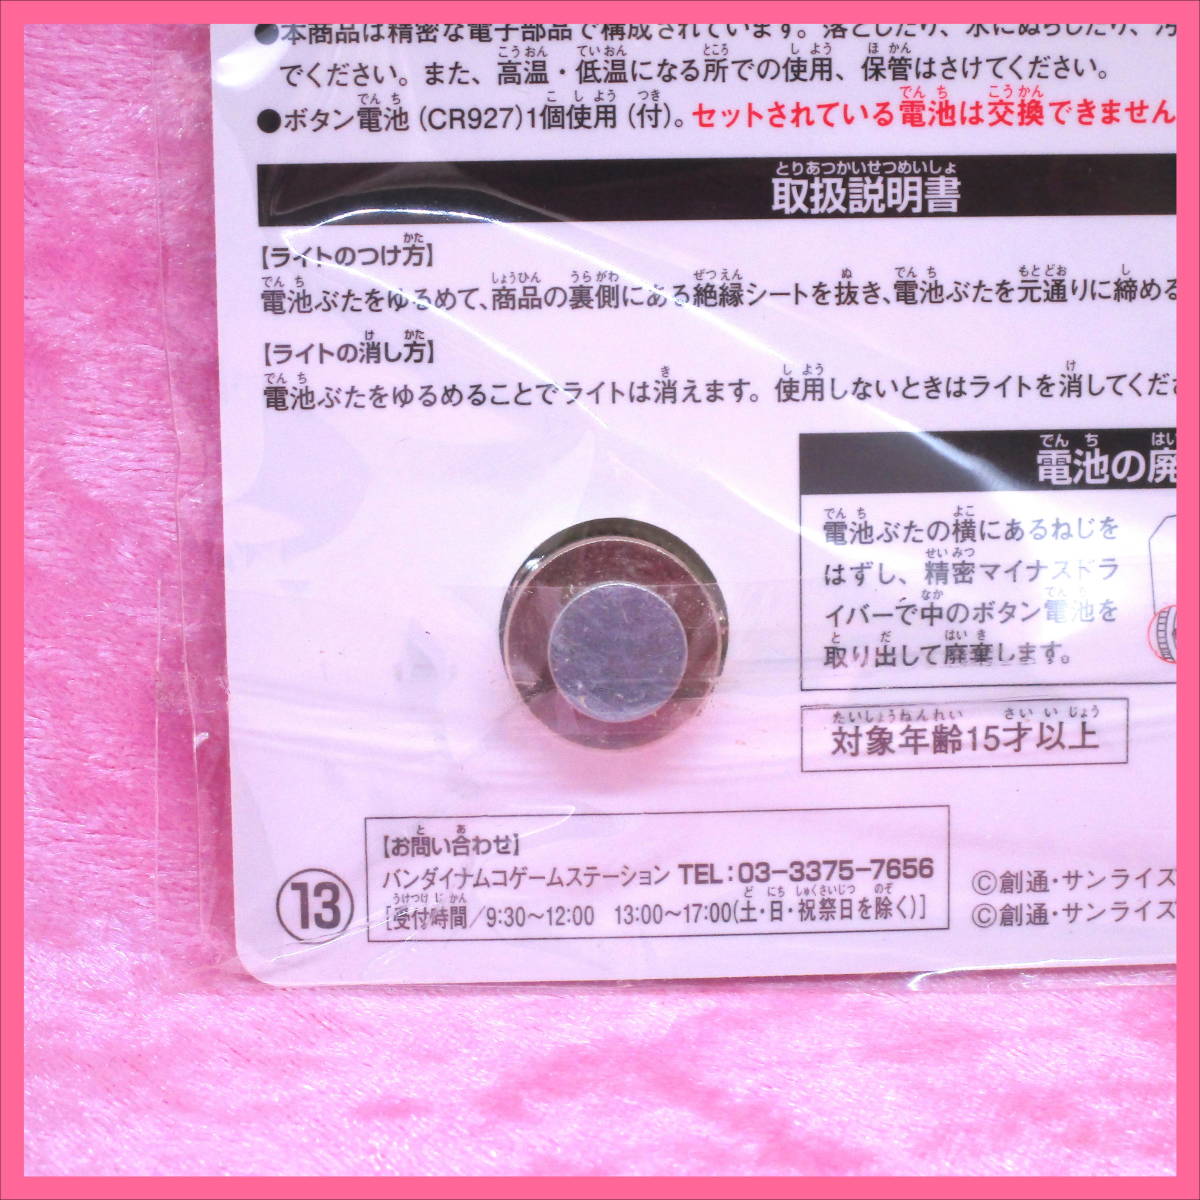 ●本商品は精密な電子部品で構成されています。落としたり、水にぬらしたり、汚
でください。また、高温・低温になる所での使用、保管はさけてください。
●ボタン電池(CR927)1個使用(付)。セットされている電池は交換できません
取扱説明書
【ライトのつけ方】
電池ぶたをゆるめて、商品の裏側にある絶縁シートを抜き、電池ぶたを元通りに締める
【ライトの消し方】
電池ぶたをゆるめることでライトは消えます。使用しないときはライトを消してくださ
電池の廃
電池ぶたの横にあるねじを
はずし、精密マイナスドラ
イバーで中のボタン電池を
取り出して廃棄します。
対象年齢15才以上
【お問い合わせ】
バンダイナムコゲームステーション TEL:03-3375-7656
[受付時間/9:30~12:00 13:00~17:00(土・日・祝祭日を除く)]
⑬
©創通・サンライズ
©創通・サンライズ